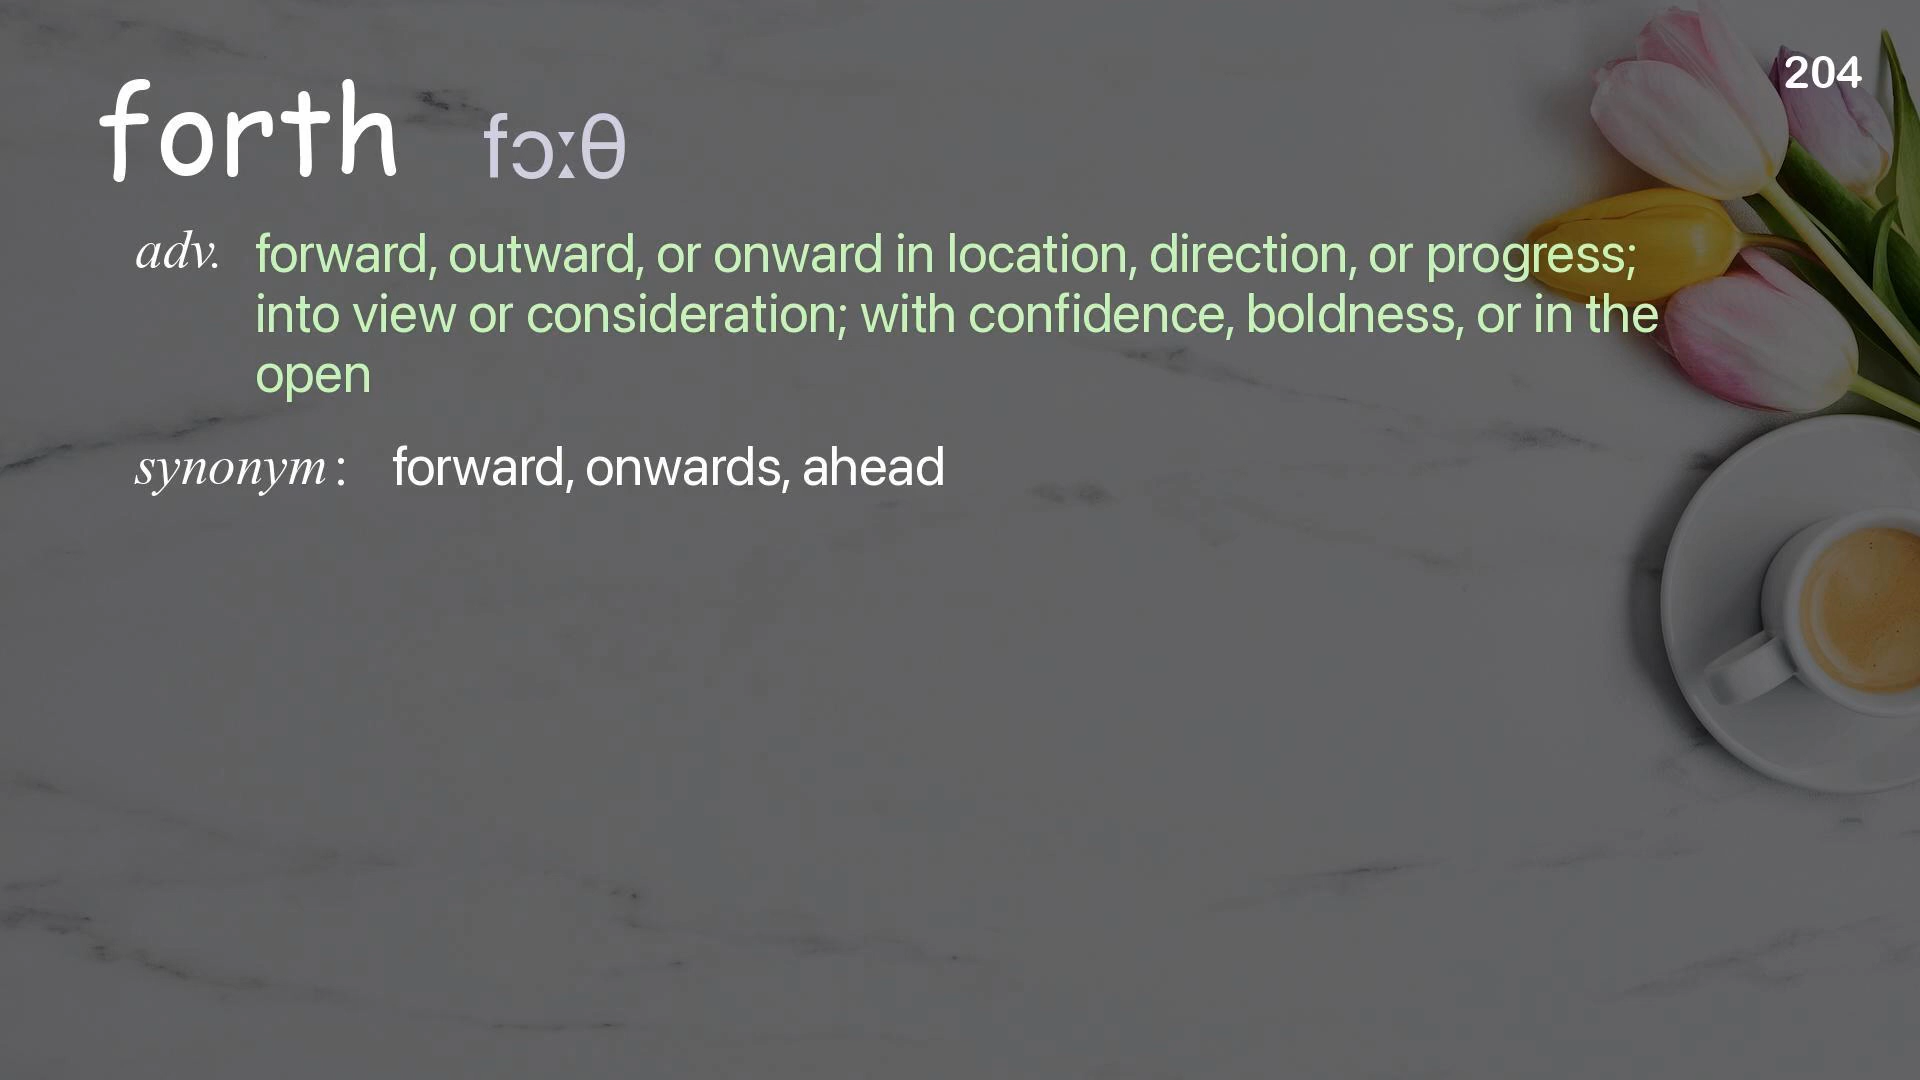 204
forth fɔːθ
adv. forward, outward, or onward in location, direction, or progress;
into view or consideration; with confidence, boldness, or in the
open
synonym : forward, onwards, ahead